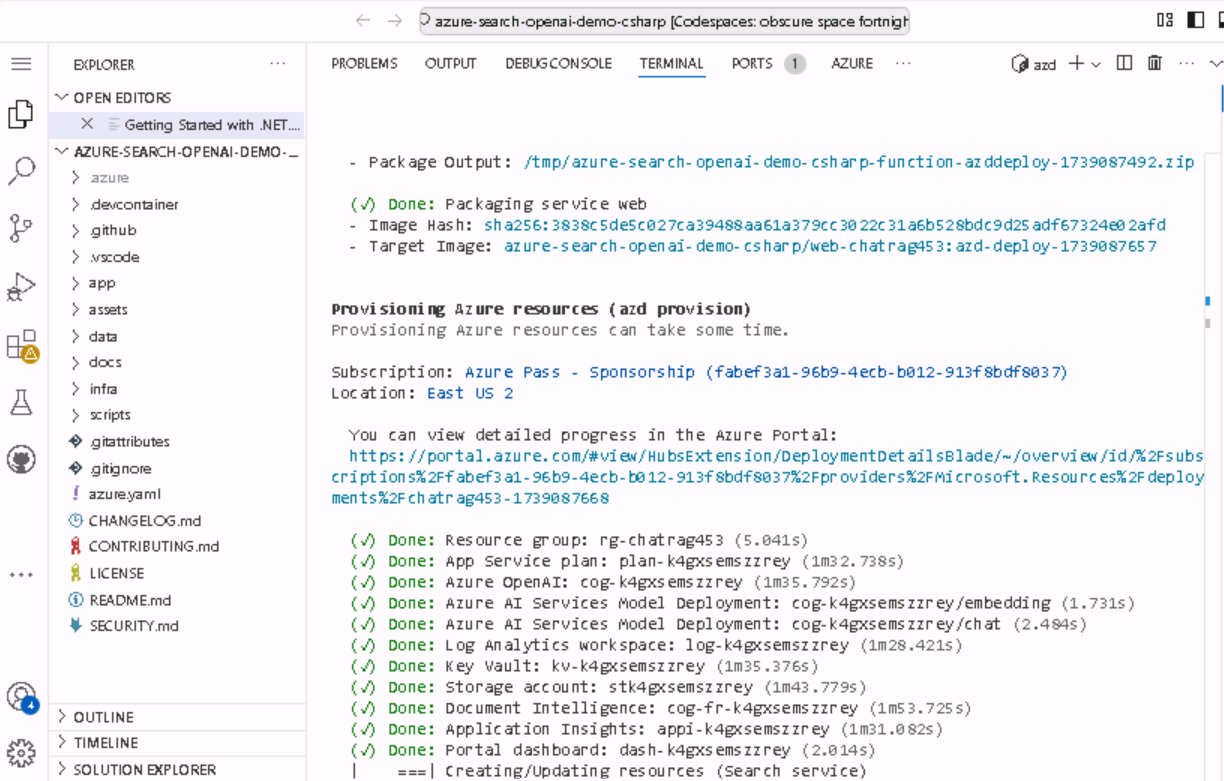 azure-search-openai-demo-csharp [Codespaces: obscure space fortnight
EXPLORER
OPEN EDITORS
Getting Started with .NET....
AZURE-SEARCH-OPENAI-DEMO-...
.azure
.devcontainer
.github
.vscode
app
assets
data
docs
infra
scripts
.gitattributes
.gitignore
azure.yaml
CHANGELOG.md
CONTRIBUTING.md
LICENSE
README.md
SECURITY.md
OUTLINE
TIMELINE
SOLUTION EXPLORER
4
PROBLEMS OUTPUT DEBUG CONSOLE TERMINAL PORTS 1 AZURE ...
azd
- Package Output: /tmp/azure-search-openai-demo-csharp-function-azddeploy-1739087492.zip
(✓) Done: Packaging service web
- Image Hash: sha256:3838c5de5c027ca39488aa61a379cc3022c31a6b528bdc9d25adf67324e02afd
- Target Image: azure-search-openai-demo-csharp/web-chatrag453:azd-deploy-1739087657
Provisioning Azure resources (azd provision)
Provisioning Azure resources can take some time.
Subscription: Azure Pass - Sponsorship (fabef3a1-96b9-4ecb-b012-913f8bdf8037)
Location: East US 2
You can view detailed progress in the Azure Portal:
https://portal.azure.com/#view/HubsExtension/DeploymentDetailsBlade/~/overview/id/%2Fsubs
criptions%2Ffabef3a1-96b9-4ecb-b012-913f8bdf8037%2Fproviders%2FMicrosoft.Resources%2Fdeploy
ments%2Fchatrag453-1739087668
(✓) Done: Resource group: rg-chatrag453 (5.041s)
(✓) Done: App Service plan: plan-k4gxsemszzrey (1m32.738s)
(✓) Done: Azure OpenAI: cog-k4gxsemszzrey (1m35.792s)
(✓) Done: Azure AI Services Model Deployment: cog-k4gxsemszzrey/embedding (1.731s)
(✓) Done: Azure AI Services Model Deployment: cog-k4gxsemszzrey/chat (2.484s)
(✓) Done: Log Analytics workspace: log-k4gxsemszzrey (1m28.421s)
(✓) Done: Key Vault: kv-k4gxsemszzrey (1m35.376s)
(✓) Done: Storage account: stk4gxsemszzrey (1m43.779s)
(✓) Done: Document Intelligence: cog-fr-k4gxsemszzrey (1m53.725s)
(✓) Done: Application Insights: appi-k4gxsemszzrey (1m31.082s)
(✓) Done: Portal dashboard: dash-k4gxsemszzrey (2.014s)
| ===| Creating/Updating resources (Search service)